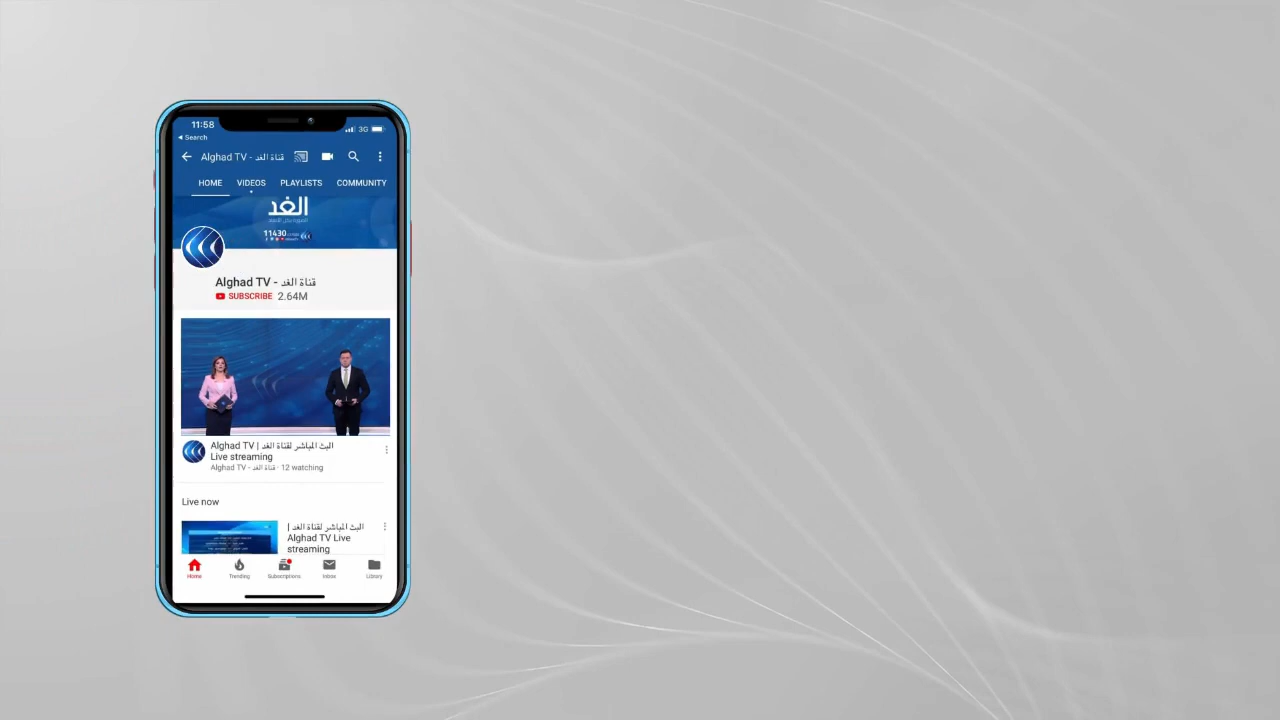 11:58
3G
Search
Alghad TV - قناة الغد
HOME VIDEOS PLAYLISTS COMMUNITY
الغد
11430
Alghad TV - قناة الغد
SUBSCRIBE 2.64M
Alghad TV | البث المباشر لقناة الغد
Live streaming
Alghad TV - قناة الغد · 12 watching
Live now
البث المباشر لقناة الغد |
Alghad TV Live
streaming
Home Trending Subscriptions Inbox Library